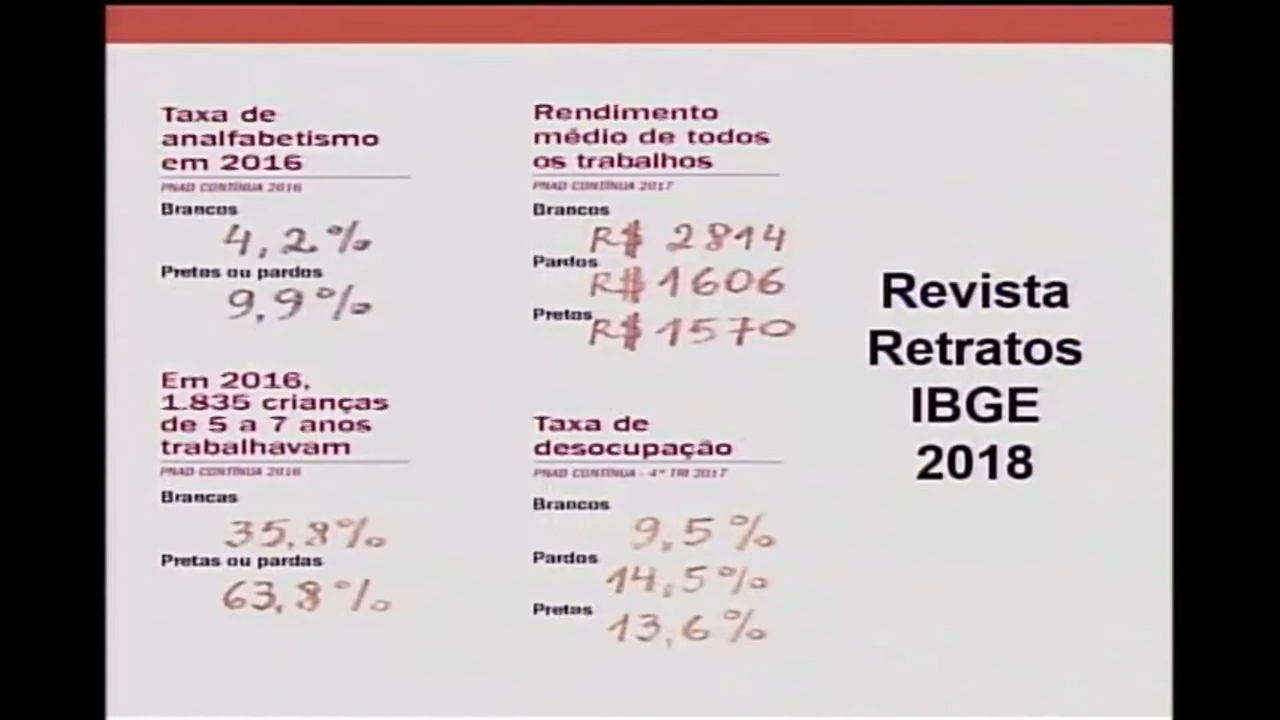 Taxa de
analfabetismo
em 2016
PNAD CONTÍNUA 2016
Brancos
4,2%
Pretos ou pardos
9,9%
Em 2016,
1.835 crianças
de 5 a 7 anos
trabalhavam
PNAD CONTÍNUA 2016
Brancas
35,8%
Pretas ou pardas
63,8%
Rendimento
médio de todos
os trabalhos
PNAD CONTÍNUA 2017
Brancos
R$ 2814
Pardos
R$ 1606
Pretos
R$ 1570
Taxa de
desocupação
PNAD CONTÍNUA - 4º TRI 2017
Brancos
9,5%
Pardos
14,5%
Pretos
13,6%
Revista
Retratos
IBGE
2018